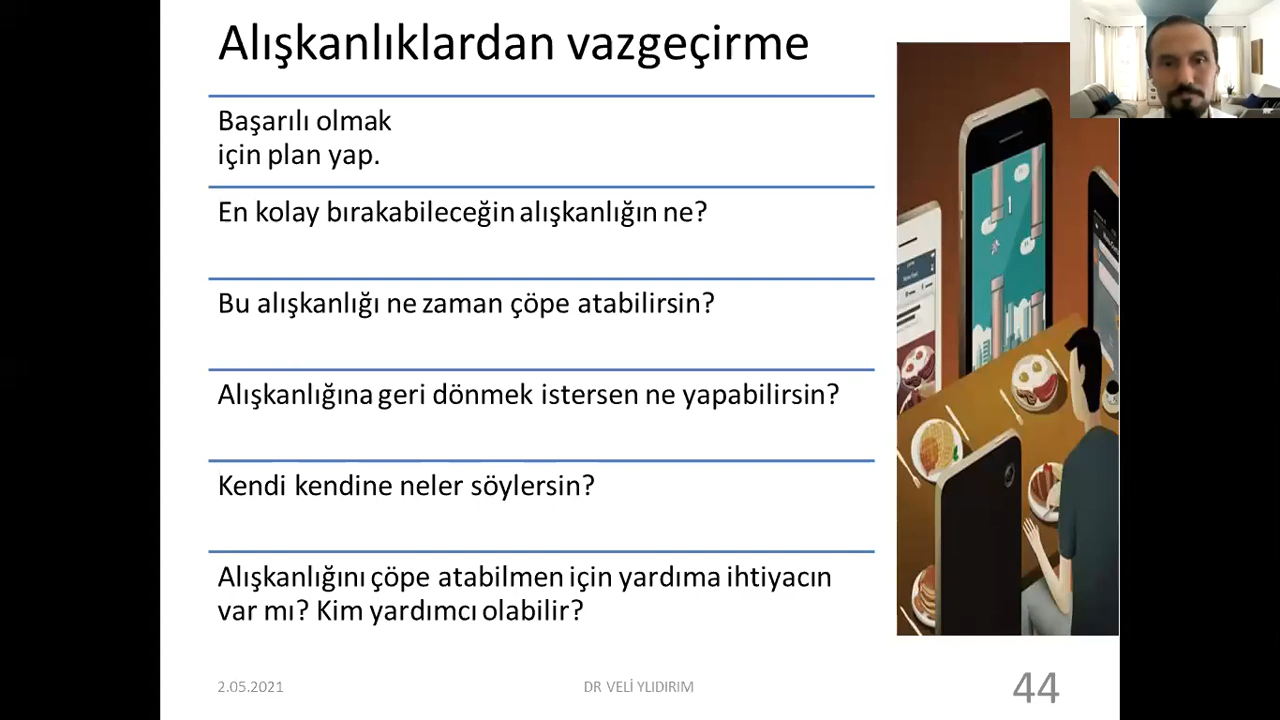 Alışkanlıklardan vazgeçirme
Başarılı olmak
için plan yap.
En kolay bırakabileceğin alışkanlığın ne?
Bu alışkanlığı ne zaman çöpe atabilirsin?
Alışkanlığına geri dönmek istersen ne yapabilirsin?
Kendi kendine neler söylersin?
Alışkanlığını çöpe atabilmen için yardıma ihtiyacın
var mı? Kim yardımcı olabilir?
2.05.2021
DR VELİ YLIDIRIM
44